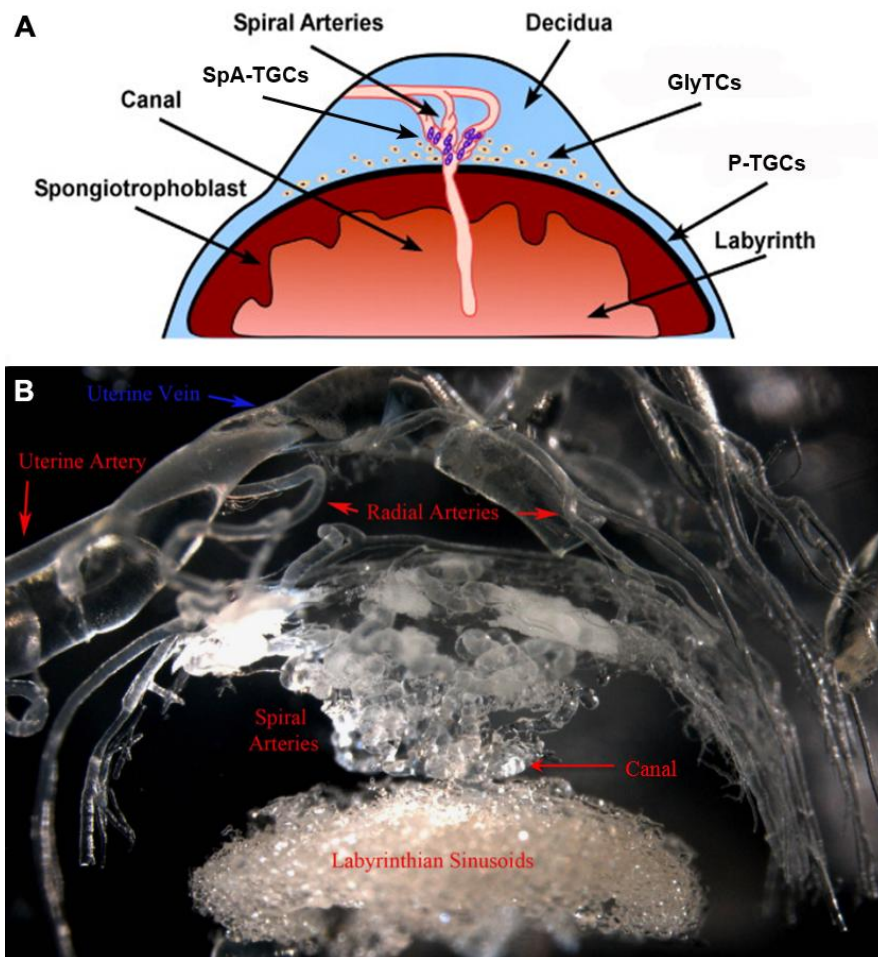 A
Spiral Arteries
Decidua
SpA-TGCs
GlyTCs
Canal
P-TGCs
Spongiotrophoblast
Labyrinth
B
Uterine Vein
Uterine Artery
Radial Arteries
Spiral
Arteries
Canal
Labyrinthian Sinusoids